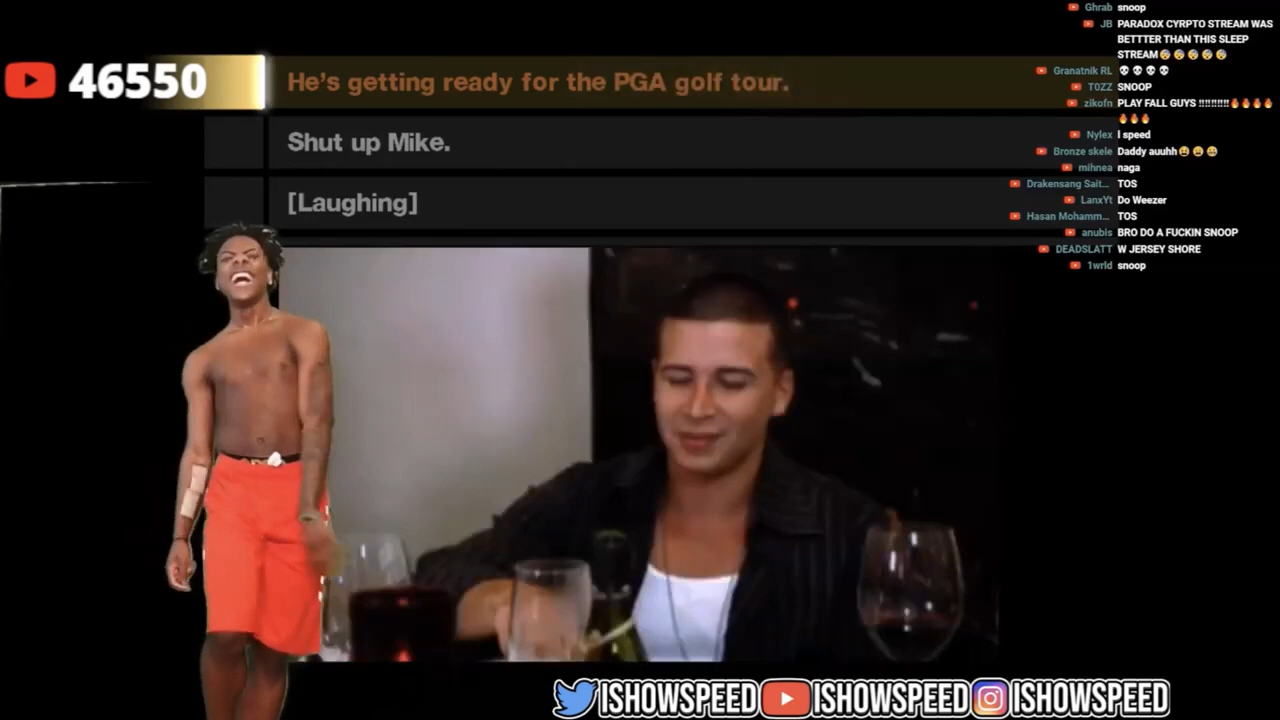 46550
He's getting ready for the PGA golf tour.
Shut up Mike.
[Laughing]
Ghrab snoop
JB PARADOX CYRPTO STREAM WAS
BETTTER THAN THIS SLEEP
STREAM🤯🤯🤯🤯🤯
Granatnik RL 💀💀💀💀
T0ZZ SNOOP
zikofn PLAY FALL GUYS !!!!!!!!!!🔥🔥🔥🔥
🔥🔥🔥
Nylex I speed
Bronze skele Daddy auuhh😫😩😩
mihnea naga
Drakensang Sait... TOS
LanxYt Do Weezer
Hasan Mohamm... TOS
anubis BRO DO A FUCKIN SNOOP
DEADSLATT W JERSEY SHORE
1wrld snoop
ISHOWSPEED ISHOWSPEED ISHOWSPEED